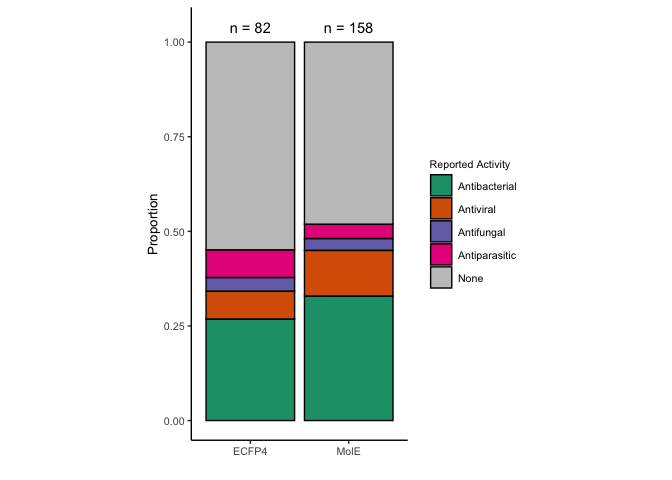 n = 82 n = 158
1.00
0.75
0.50
0.25
0.00
Proportion
ECFP4 MolE
Reported Activity
Antibacterial
Antiviral
Antifungal
Antiparasitic
None